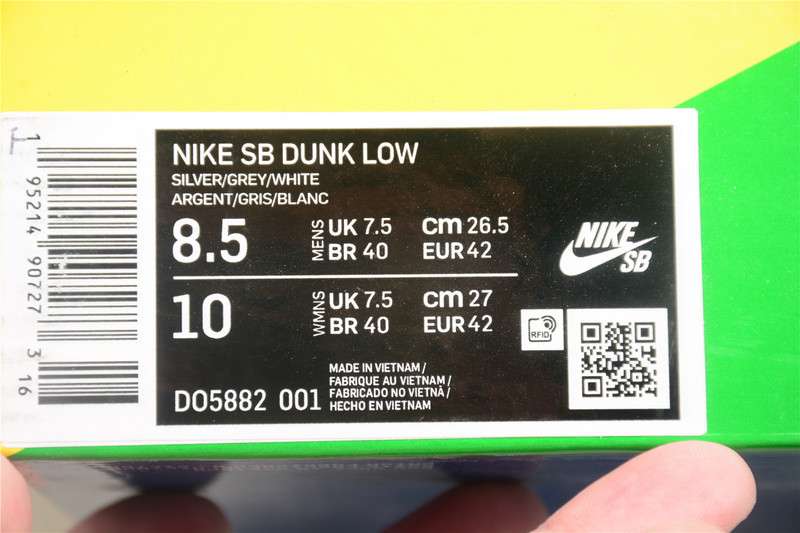 NIKE SB DUNK LOW
SILVER/GREY/WHITE
ARGENT/GRIS/BLANC
8.5 MENS UK 7.5 cm 26.5
BR 40 EUR 42
10 WMNS UK 7.5 cm 27
BR 40 EUR 42
NIKE
SB
RFID
DO5882 001
MADE IN VIETNAM /
FABRIQUE AU VIETNAM /
FABRICADO NO VIETNÃ /
HECHO EN VIETNAM
1 95214 90727 3 16